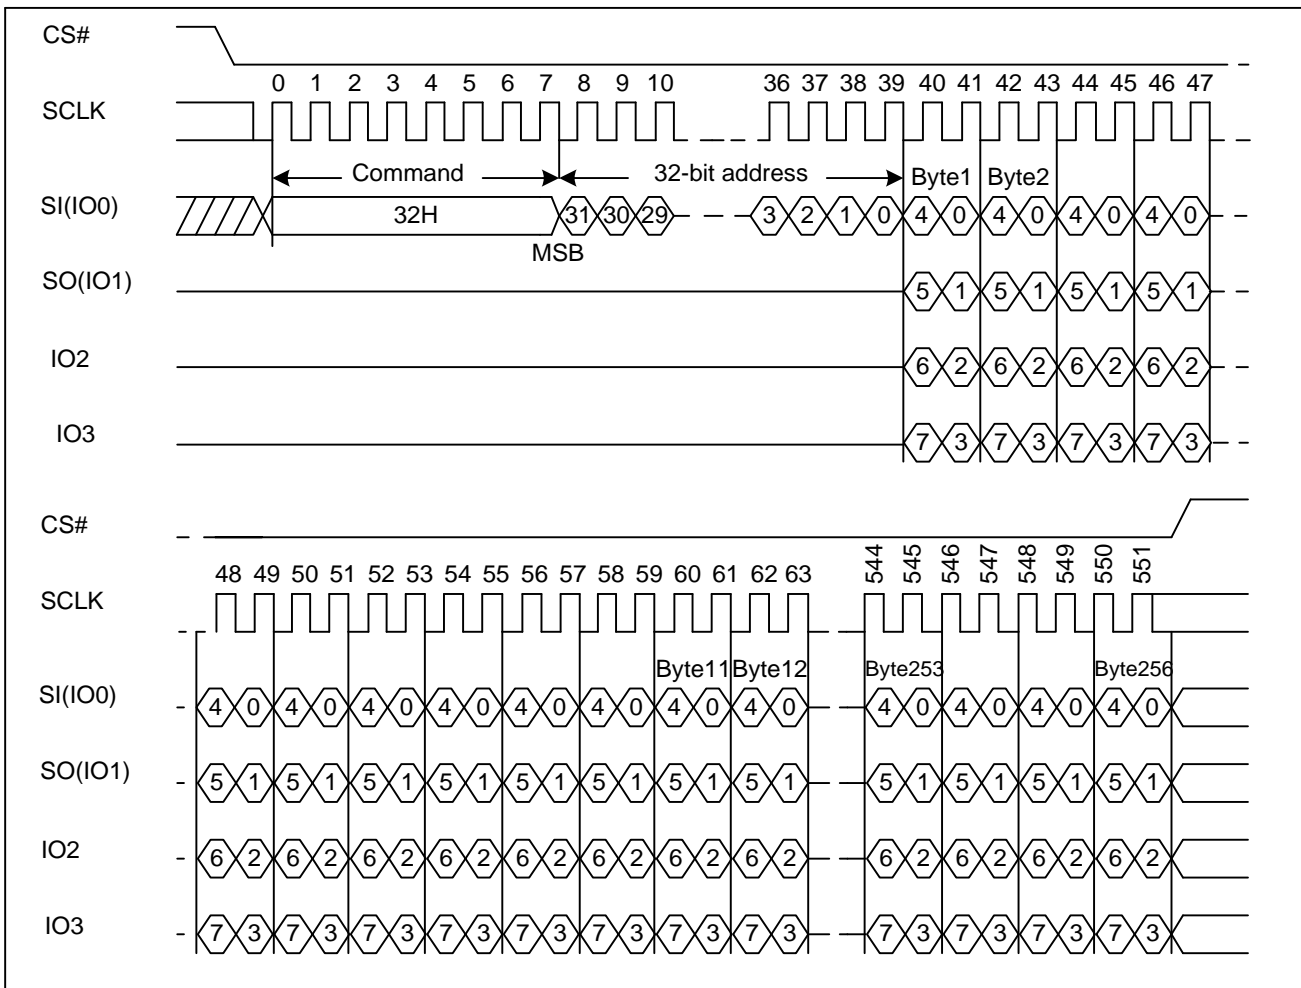 CS#
0 1 2 3 4 5 6 7 8 9 10 36 37 38 39 40 41 42 43 44 45 46 47
SCLK
Command 32-bit address Byte1 Byte2
SI(IO0) 32H 31 30 29 3 2 1 0 4 0 4 0 4 0 4 0
MSB
SO(IO1) 5 1 5 1 5 1 5 1
IO2 6 2 6 2 6 2 6 2
IO3 7 3 7 3 7 3 7 3
CS#
48 49 50 51 52 53 54 55 56 57 58 59 60 61 62 63 544 545 546 547 548 549 550 551
SCLK
Byte11 Byte12 Byte253 Byte256
SI(IO0) 4 0 4 0 4 0 4 0 4 0 4 0 4 0 4 0 4 0 4 0 4 0 4 0
SO(IO1) 5 1 5 1 5 1 5 1 5 1 5 1 5 1 5 1 5 1 5 1 5 1 5 1
IO2 6 2 6 2 6 2 6 2 6 2 6 2 6 2 6 2 6 2 6 2 6 2 6 2
IO3 7 3 7 3 7 3 7 3 7 3 7 3 7 3 7 3 7 3 7 3 7 3 7 3